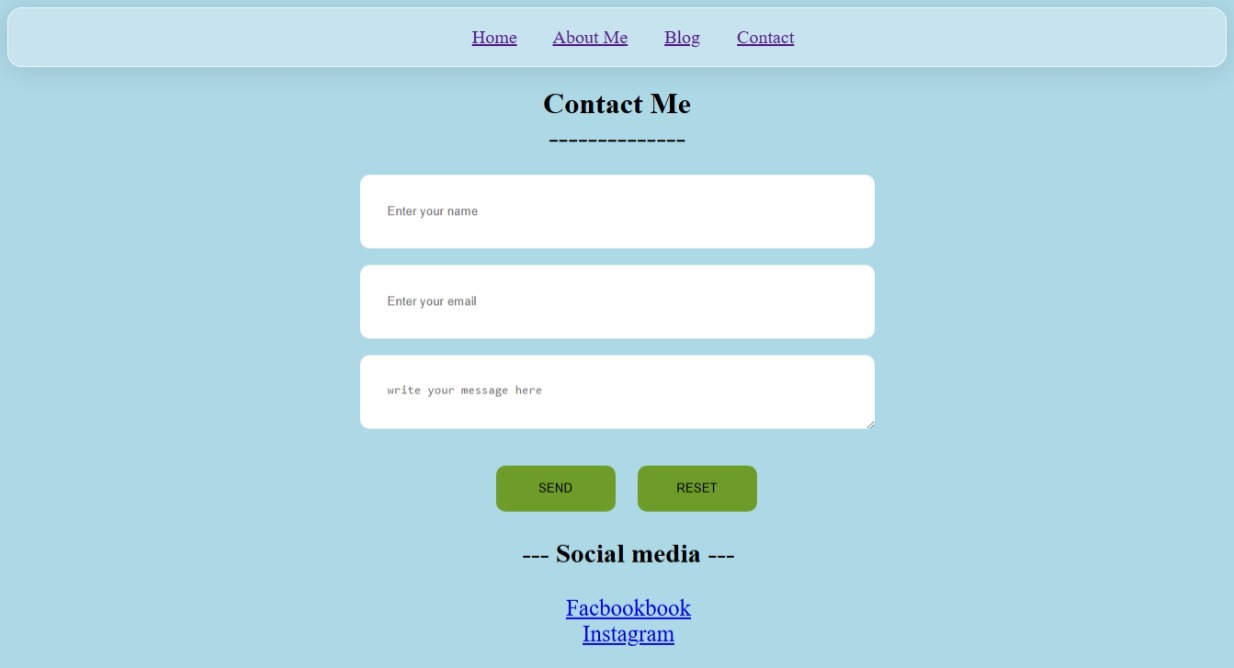 Home About Me Blog Contact
Contact Me
--------------
Enter your name
Enter your email
write your message here
SEND RESET
--- Social media ---
Facbookbook
Instagram